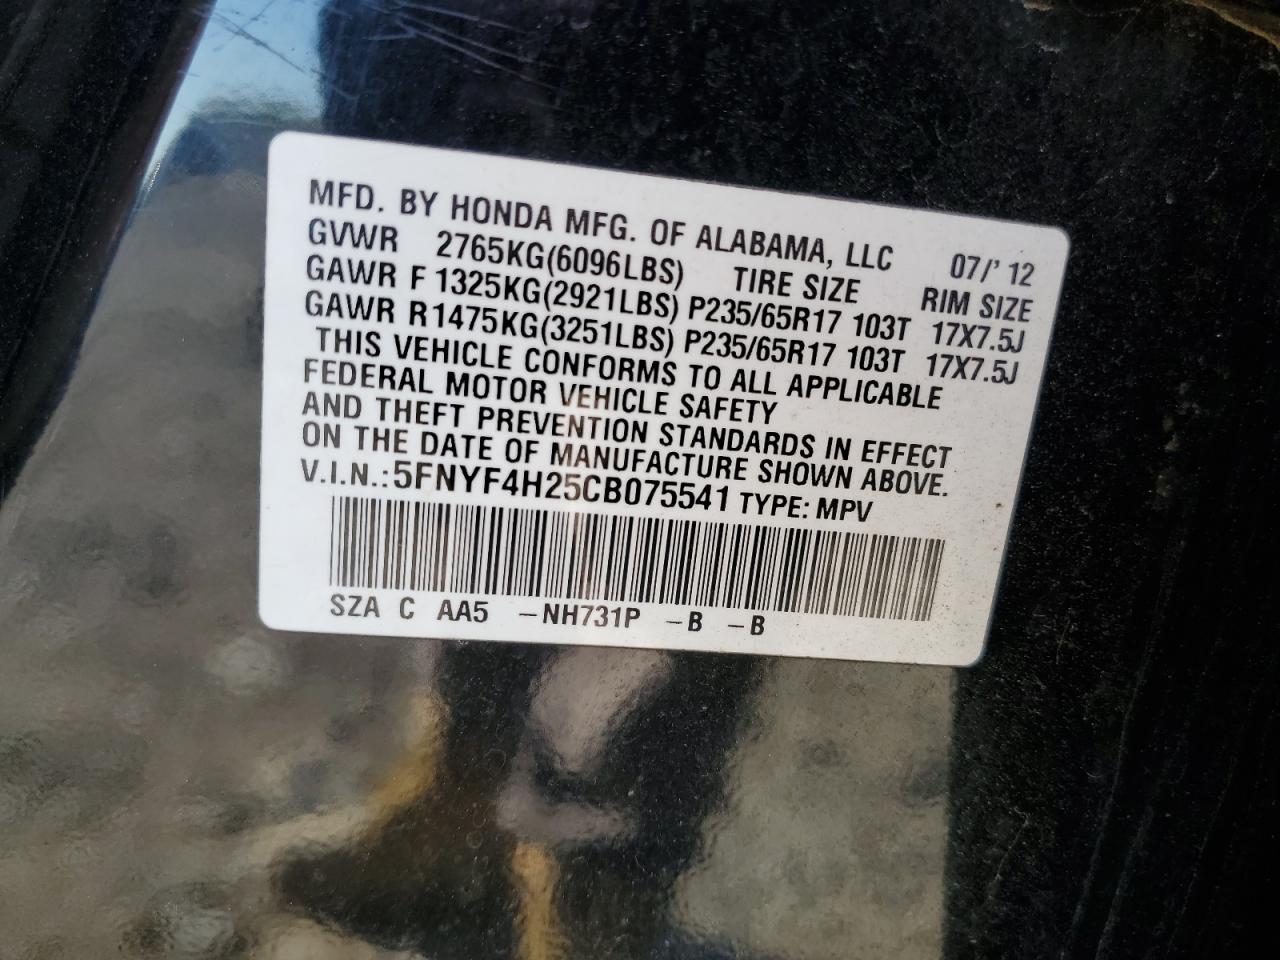 MFD. BY HONDA MFG. OF ALABAMA, LLC 07/' 12
GVWR 2765KG(6096LBS) TIRE SIZE RIM SIZE
GAWR F 1325KG(2921LBS) P235/65R17 103T 17X7.5J
GAWR R1475KG(3251LBS) P235/65R17 103T 17X7.5J
THIS VEHICLE CONFORMS TO ALL APPLICABLE
FEDERAL MOTOR VEHICLE SAFETY
AND THEFT PREVENTION STANDARDS IN EFFECT
ON THE DATE OF MANUFACTURE SHOWN ABOVE.
V.I.N.:5FNYF4H25CB075541 TYPE: MPV
SZA C AA5 –NH731P –B –B